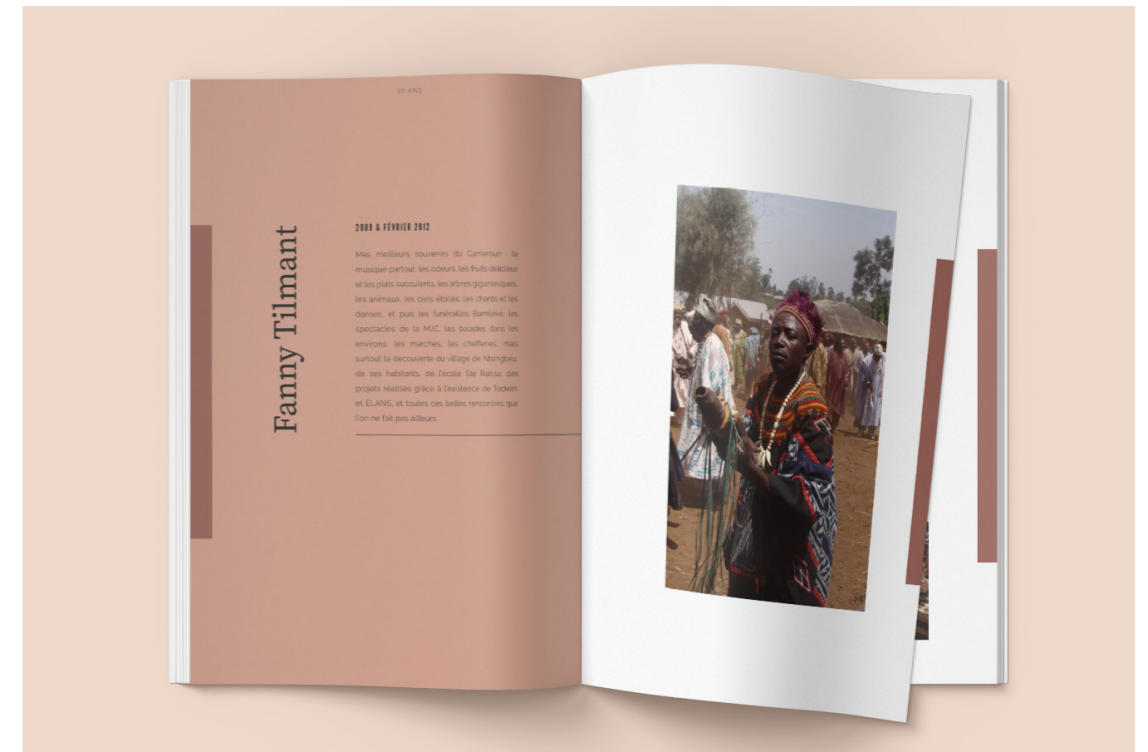 20 ANS
Fanny Tilmant
2009 & FÉVRIER 2012
Mes meilleurs souvenirs du Cameroun : la
musique partout, les odeurs, les fruits délicieux
et les plats succulents, les arbres gigantesques,
les animaux, les ciels étoilés, les chants et les
danses, et puis les funérailles Bamiléké, les
spectacles de la MJC, les balades dans les
environs, les marchés, les chefferies, mais
surtout la découverte du village de Ntsingbeu,
de ses habitants, de l'école Ste Raïssa, des
projets réalisés grâce à l'existence de Tockem
et ELANS, et toutes ces belles rencontres que
l'on ne fait pas ailleurs.